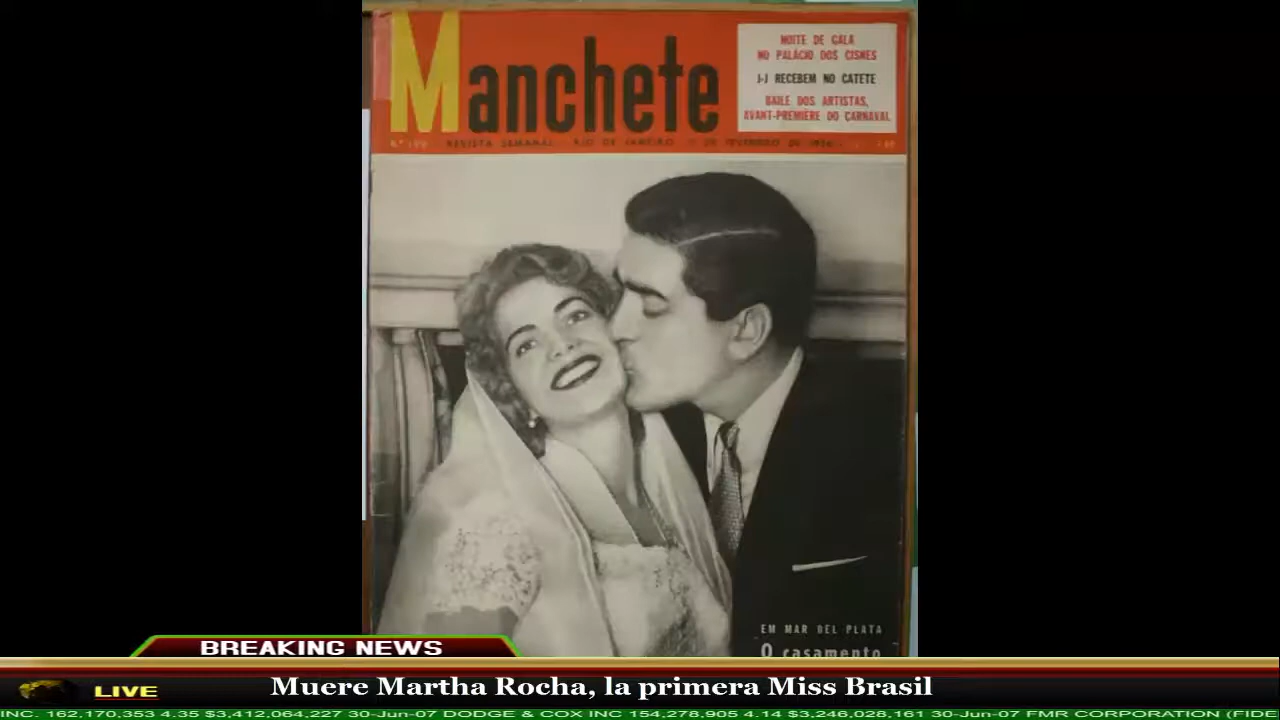 Manchete
NOITE DE GALA
NO PALÁCIO DOS CISNES
J-J RECEBEM NO CATETE
BAILE DOS ARTISTAS,
AVANT-PREMIÈRE DO CARNAVAL
REVISTA SEMANAL RIO DE JANEIRO DE FEVEREIRO DE
EM MAR DEL PLATA
O casamento
BREAKING NEWS
LIVE
Muere Martha Rocha, la primera Miss Brasil
INC. 162,170,353 4.35 $3,412,064,227 30-Jun-07 DODGE & COX INC 154,278,905 4.14 $3,246,028,161 30-Jun-07 FMR CORPORATION (FIDE